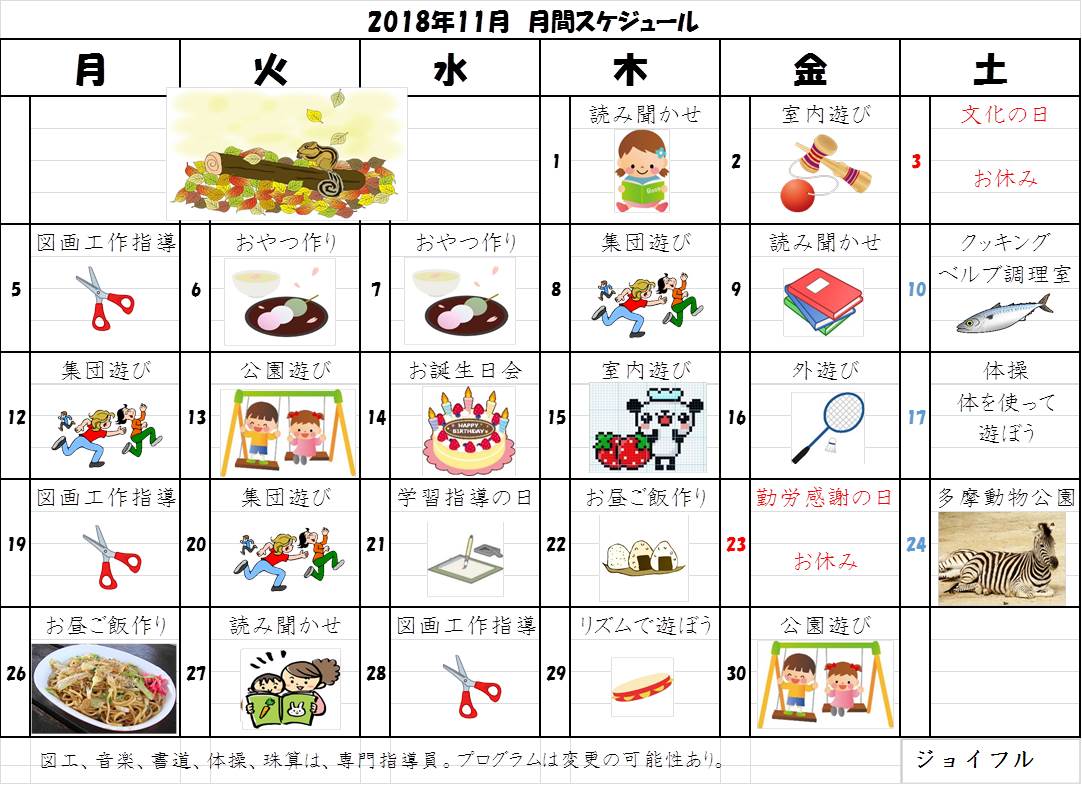 2018年11月 月間スケジュール
月 火 水 木 金 土
読み聞かせ 室内遊び 文化の日
1 2 3
お休み
図画工作指導 おやつ作り おやつ作り 集団遊び 読み聞かせ クッキング
ベルブ調理室
5 6 7 8 9 10
集団遊び 公園遊び お誕生日会 室内遊び 外遊び 体操
体を使って
12 13 14 15 16 17
遊ぼう
HAPPY
BIRTHDAY
図画工作指導 集団遊び 学習指導の日 お昼ご飯作り 勤労感謝の日 多摩動物公園
19 20 21 22 23 24
お休み
お昼ご飯作り 読み聞かせ 図画工作指導 リズムで遊ぼう 公園遊び
26 27 28 29 30
図工、音楽、書道、体操、珠算は、専門指導員。プログラムは変更の可能性あり。
ジョイフル